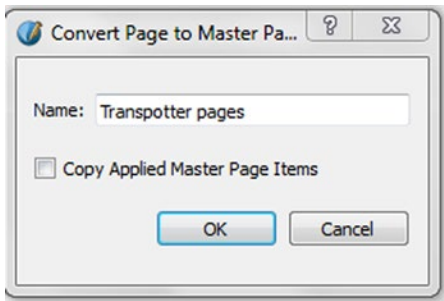 Convert Page to Master Pa... ?
Name: Transpotter pages
Copy Applied Master Page Items
OK Cancel